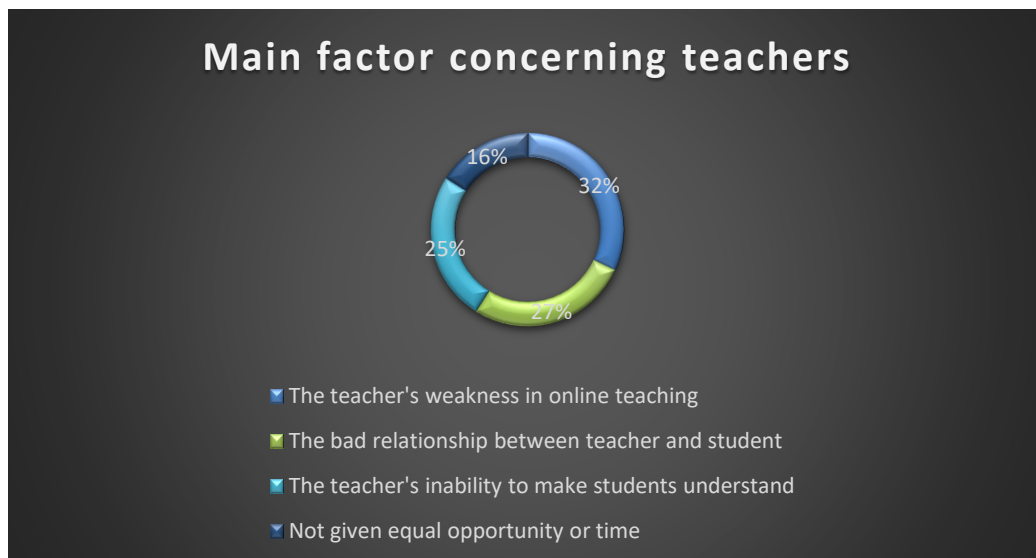 Main factor concerning teachers
16%
32%
25%
27%
The teacher's weakness in online teaching
The bad relationship between teacher and student
The teacher's inability to make students understand
Not given equal opportunity or time